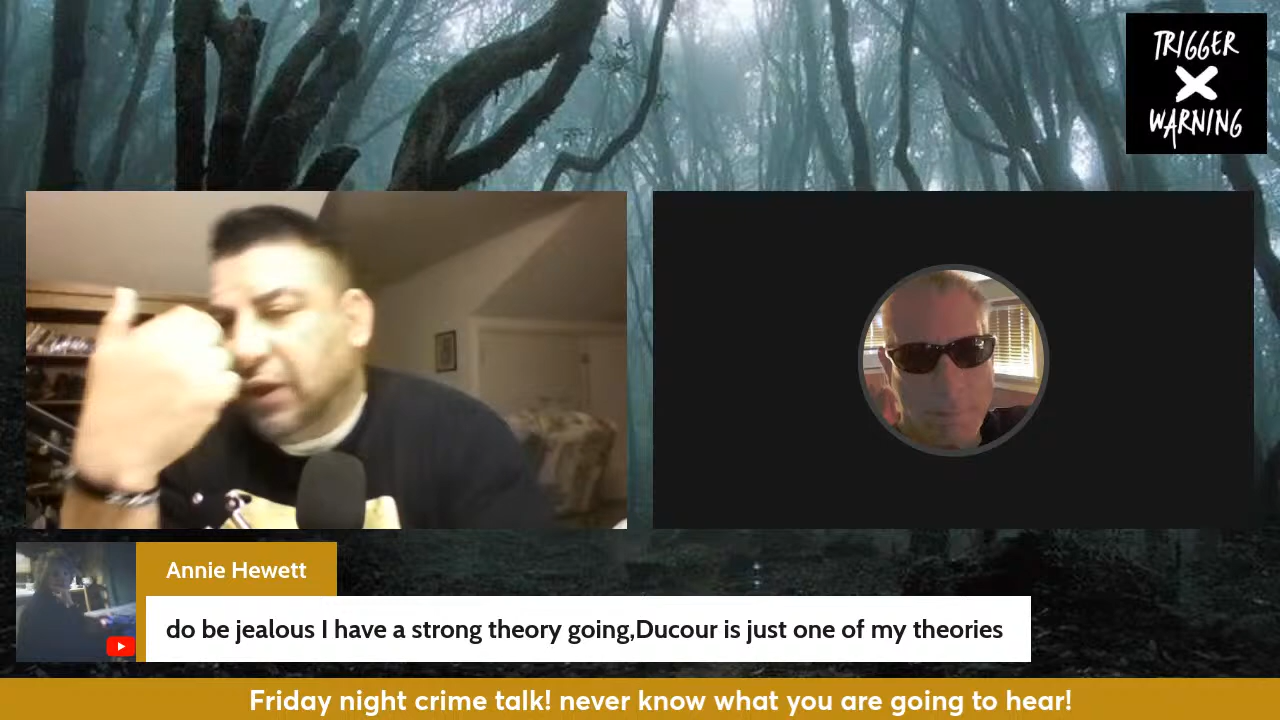 TRIGGER
X
WARNING
Annie Hewett
do be jealous I have a strong theory going,Ducour is just one of my theories
Friday night crime talk! never know what you are going to hear!